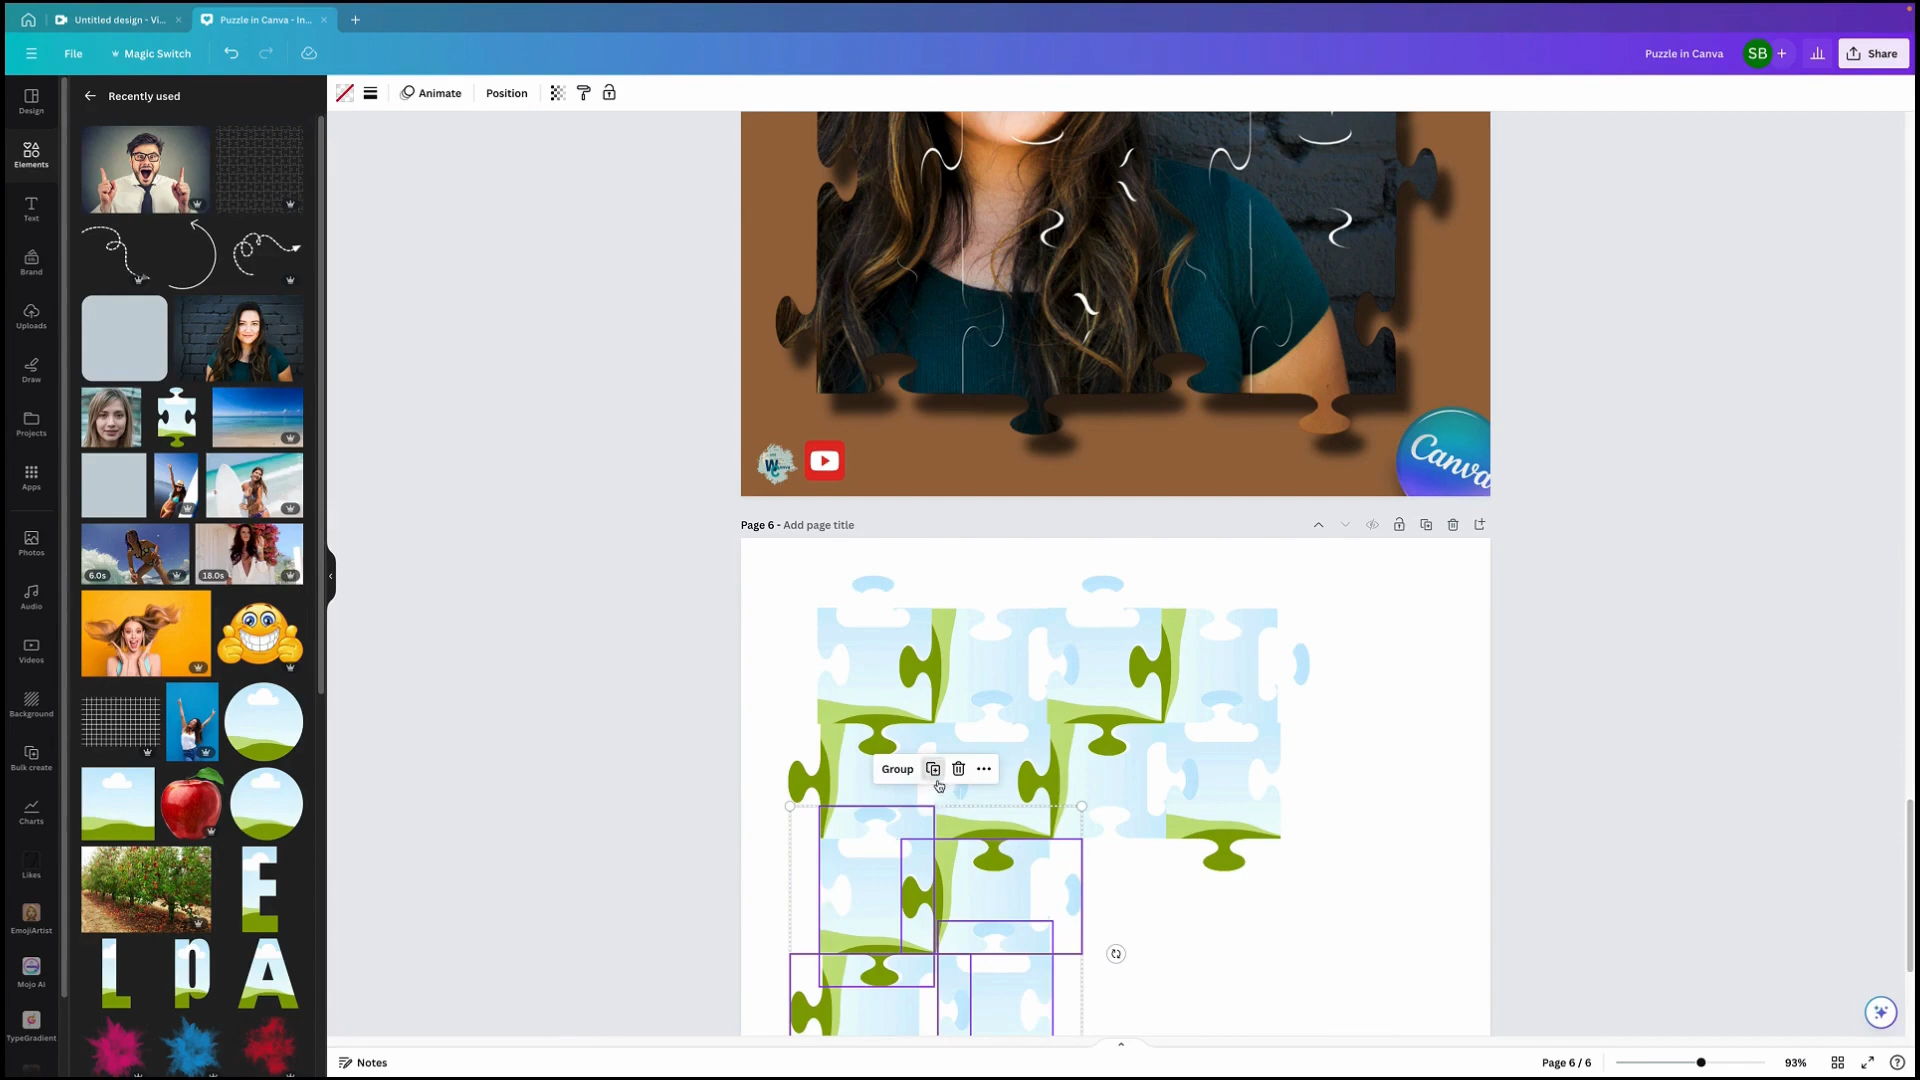 Untitled design - Vi...
Puzzle in Canva - In...
File
Magic Switch
Puzzle in Canva
SB
Share
Design
Elements
Text
Brand
Uploads
Draw
Projects
Apps
Photos
Audio
Videos
Background
Bulk create
Charts
Likes
EmojiArtist
Mojo AI
TypeGradient
Recently used
6.0s
18.0s
E
L
p
A
Animate
Position
Canva
Page 6 - Add page title
Group
Notes
Page 6 / 6
93%